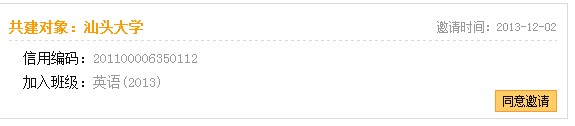 共建对象：汕头大学 邀请时间：2013-12-02
信用编码：201100006350112
加入班级：英语(2013)
同意邀请